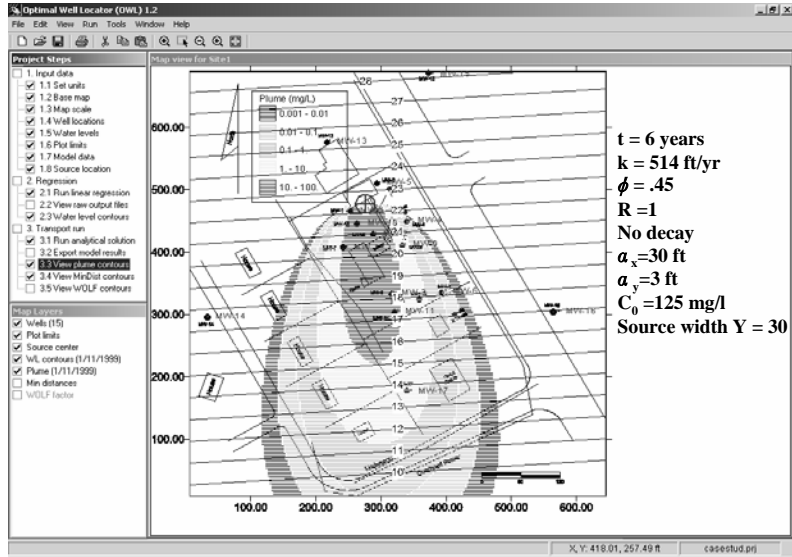 Optimal Well Locator (OWL) 1.2
File Edit View Run Tools Window Help
Project Steps
1. Input data
1.1 Set units
1.2 Base map
1.3 Map scale
1.4 Well locations
1.5 Water levels
1.6 Plot limits
1.7 Model data
1.8 Source location
2. Regression
2.1 Run linear regression
2.2 View raw output files
2.3 Water level contours
3. Transport run
3.1 Run analytical solution
3.2 Export model results
3.3 View plume contours
3.4 View MinDist contours
3.5 View WOLF contours
Map Layers
Wells (15)
Plot limits
Source center
WL contours (1/11/1999)
Plume (1/11/1999)
Min distances
WOLF factor
Map view for Site1
Plume (mg/L)
0.001 - 0.01
0.01 - 0.1
0.1 - 1
1. - 10.
10. - 100.
600.00
500.00
400.00
300.00
200.00
100.00
100.00 200.00 300.00 400.00 500.00 600.00
28
27
26
25
24
23
22
21
20
19
18
17
16
15
14
13
12
11
10
MW-13
MW-5
MW-3
MW-11
MW-14
MW-16
MW-17
House
t = 6 years
k = 514 ft/yr
ϕ = .45
R =1
No decay
αx=30 ft
αy=3 ft
C0 =125 mg/l
Source width Y = 30
X, Y: 418.01, 257.49 ft
casestud.prj